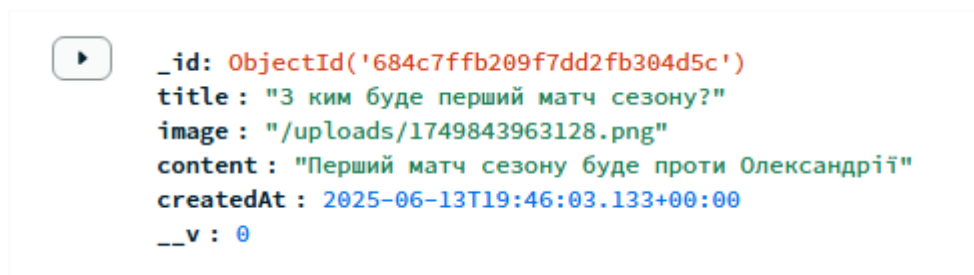 _id: ObjectId('684c7ffb209f7dd2fb304d5c')
title : "З ким буде перший матч сезону?"
image : "/uploads/1749843963128.png"
content : "Перший матч сезону буде проти Олександрії"
createdAt : 2025-06-13T19:46:03.133+00:00
__v : 0